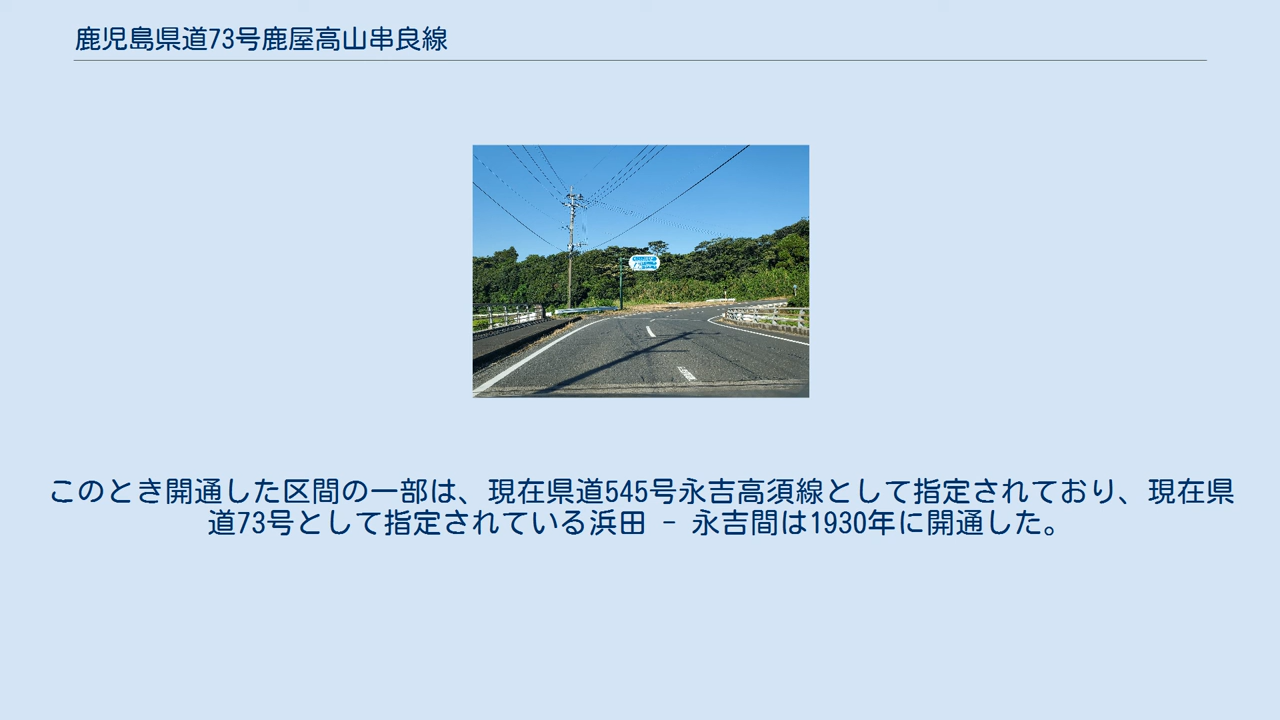 鹿児島県道73号鹿屋高山串良線
このとき開通した区間の一部は、現在県道545号永吉高須線として指定されており、現在県
道73号として指定されている浜田 - 永吉間は1930年に開通した。